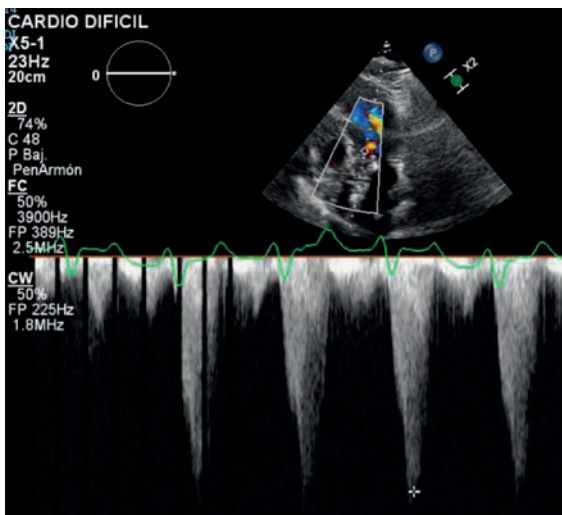 CARDIO DIFICIL
X5-1
23Hz
20cm
0
2D
74%
C 48
P Baj.
PenArmón
FC
50%
3900Hz
FP 389Hz
2.5MHz
CW
50%
FP 225Hz
1.8MHz
P
X2